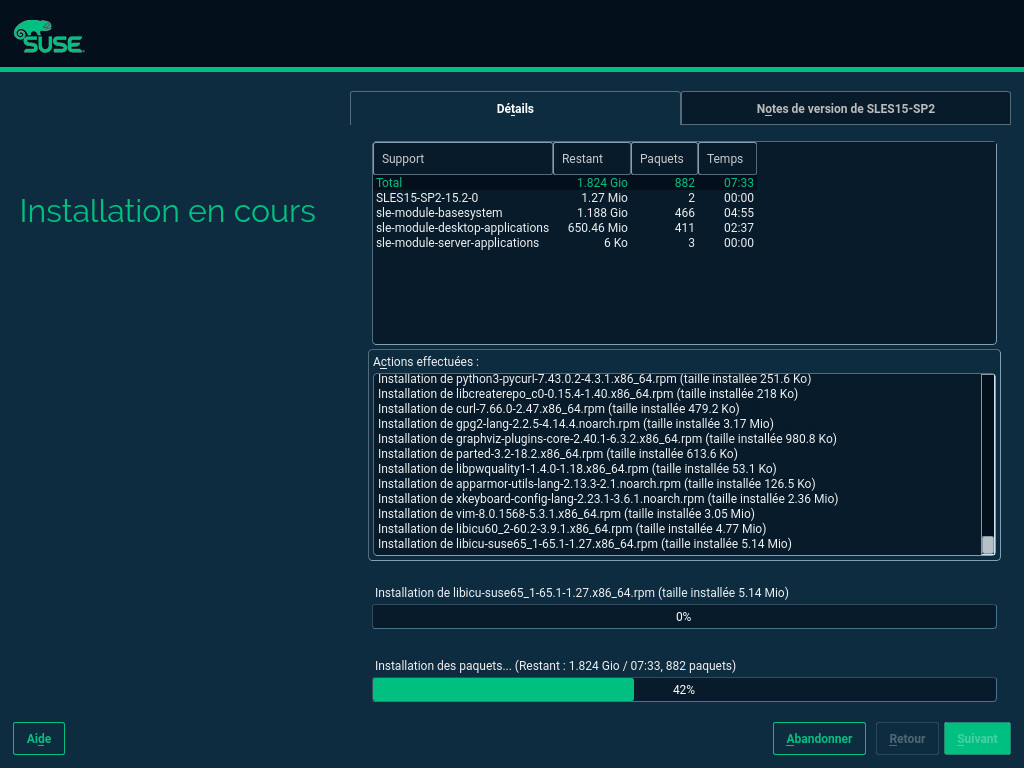 SUSE
Détails
Notes de version de SLES15-SP2
Installation en cours
Support Restant Paquets Temps
Total 1.824 Gio 882 07:33
SLES15-SP2-15.2-0 1.27 Mio 2 00:00
sle-module-basesystem 1.188 Gio 466 04:55
sle-module-desktop-applications 650.46 Mio 411 02:37
sle-module-server-applications 6 Ko 3 00:00
Actions effectuées :
Installation de python3-pycurl-7.43.0.2-4.3.1.x86_64.rpm (taille installée 251.6 Ko)
Installation de libcreaterepo_c0-0.15.4-1.40.x86_64.rpm (taille installée 218 Ko)
Installation de curl-7.66.0-2.47.x86_64.rpm (taille installée 479.2 Ko)
Installation de gpg2-lang-2.2.5-4.14.4.noarch.rpm (taille installée 3.17 Mio)
Installation de graphviz-plugins-core-2.40.1-6.3.2.x86_64.rpm (taille installée 980.8 Ko)
Installation de parted-3.2-18.2.x86_64.rpm (taille installée 613.6 Ko)
Installation de libpwquality1-1.4.0-1.18.x86_64.rpm (taille installée 53.1 Ko)
Installation de apparmor-utils-lang-2.13.3-2.1.noarch.rpm (taille installée 126.5 Ko)
Installation de xkeyboard-config-lang-2.23.1-3.6.1.noarch.rpm (taille installée 2.36 Mio)
Installation de vim-8.0.1568-5.3.1.x86_64.rpm (taille installée 3.05 Mio)
Installation de libicu60_2-60.2-3.9.1.x86_64.rpm (taille installée 4.77 Mio)
Installation de libicu-suse65_1-65.1-1.27.x86_64.rpm (taille installée 5.14 Mio)
Installation de libicu-suse65_1-65.1-1.27.x86_64.rpm (taille installée 5.14 Mio)
0%
Installation des paquets... (Restant : 1.824 Gio / 07:33, 882 paquets)
42%
Aide
Abandonner
Retour
Suivant